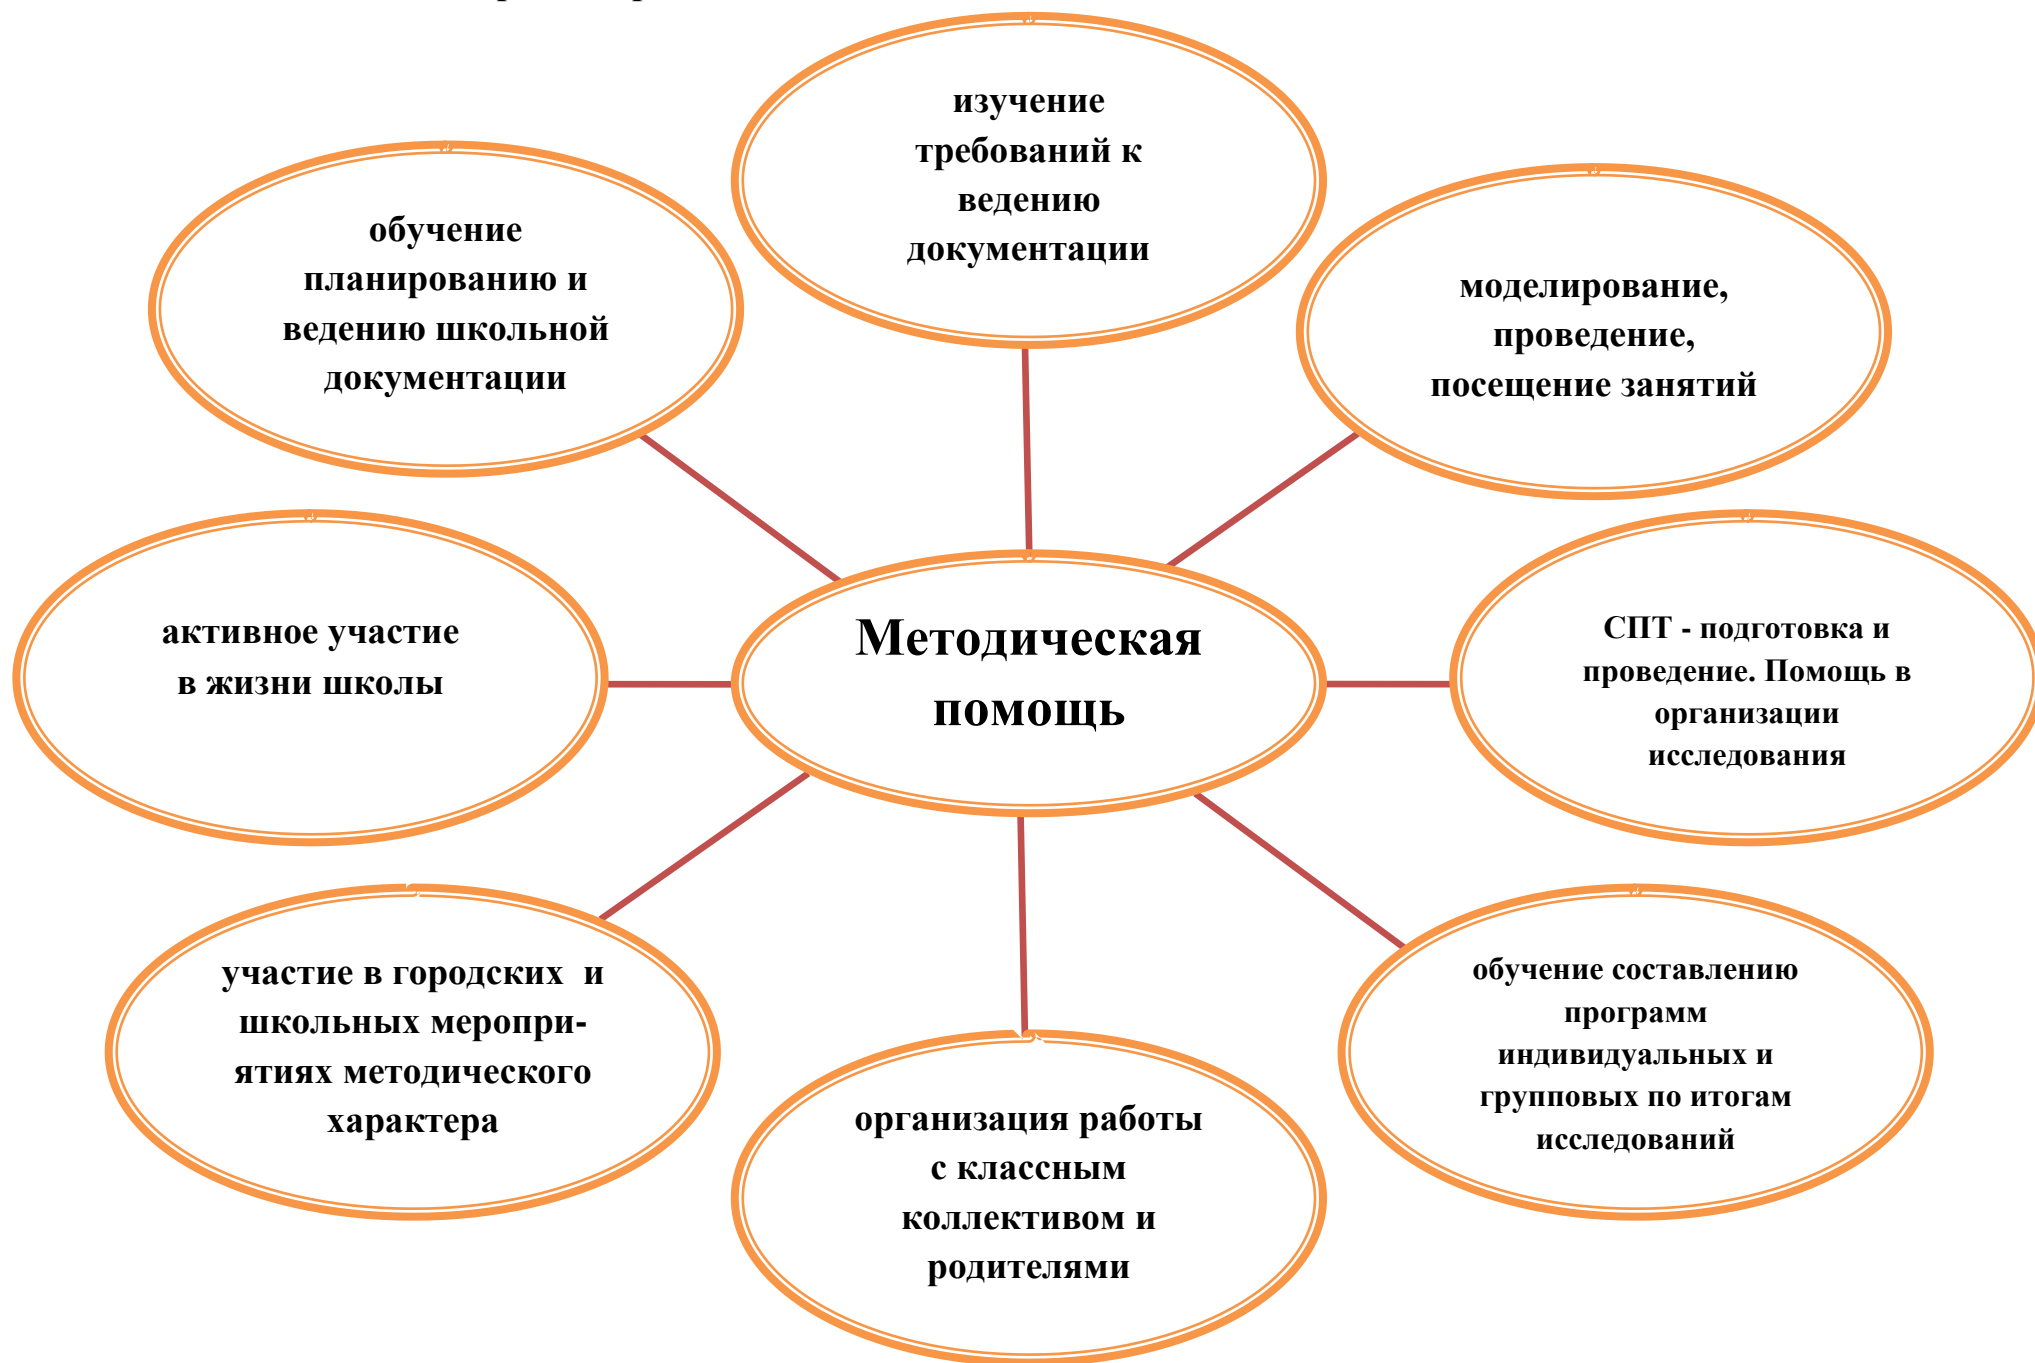 изучение
требований к
ведению
документации
обучение
планированию и
ведению школьной
документации
моделирование,
проведение,
посещение занятий
активное участие
в жизни школы
Методическая
помощь
СПТ - подготовка и
проведение. Помощь в
организации
исследования
участие в городских  и
школьных меропри-
ятиях методического
характера
организация работы
с классным
коллективом и
родителями
обучение составлению
программ
индивидуальных и
групповых по итогам
исследований